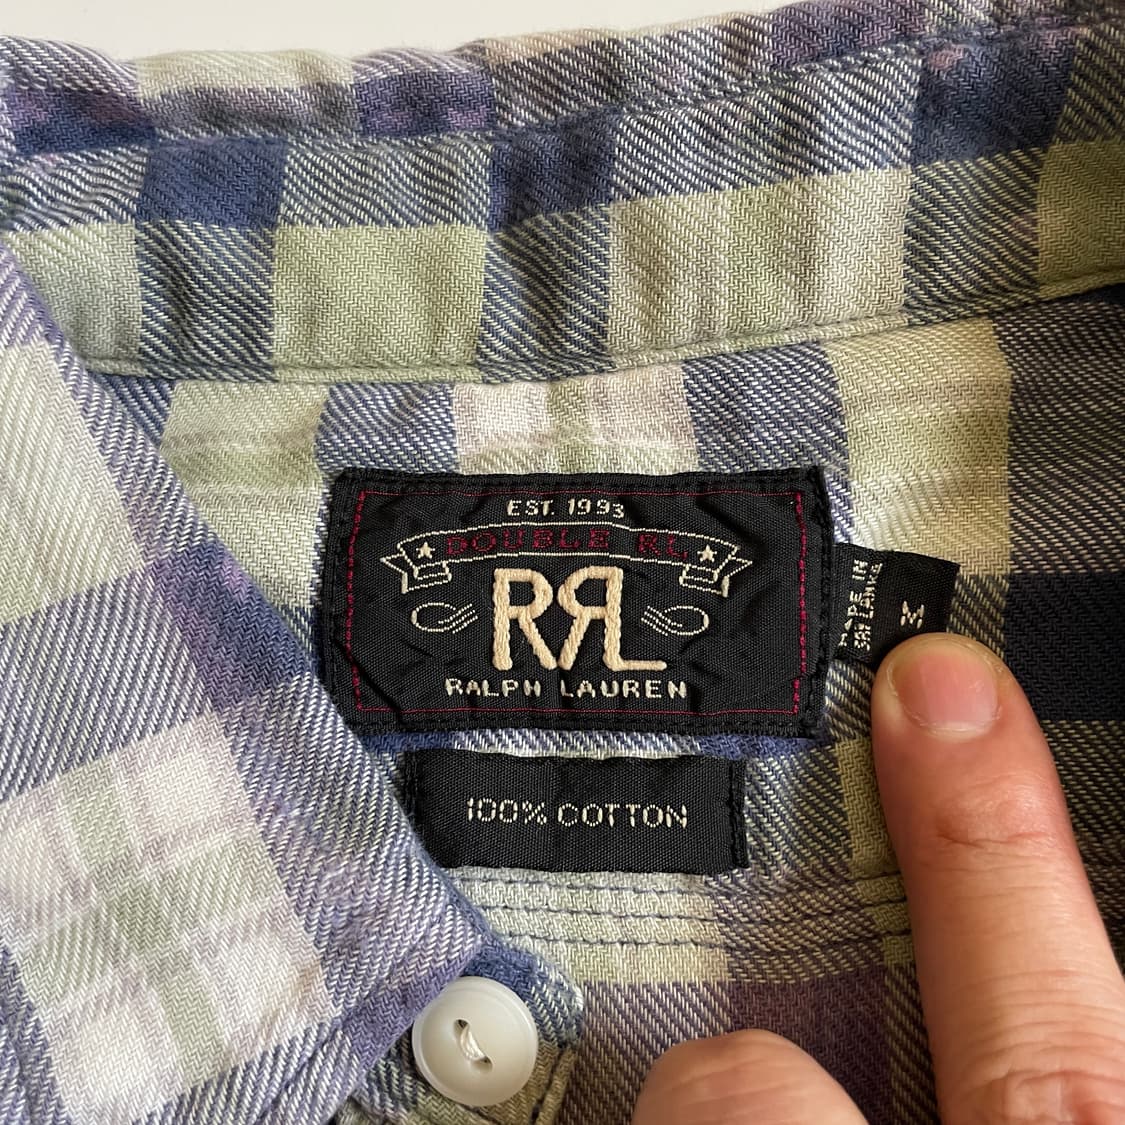 EST. 1993
DOUBLE RL
RRL
RALPH LAUREN
100% COTTON
MADE IN
SRI LANKA
M